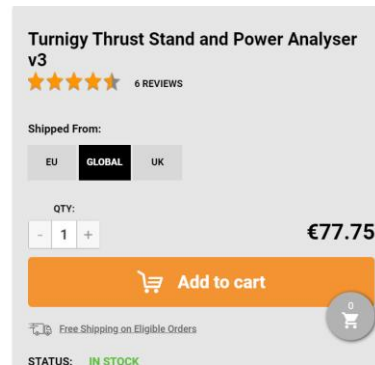 Turnigy Thrust Stand and Power Analyser
v3
6 REVIEWS
Shipped From:
EU GLOBAL UK
QTY:
- 1 +
€77.75
Add to cart
0
Free Shipping on Eligible Orders
STATUS: IN STOCK